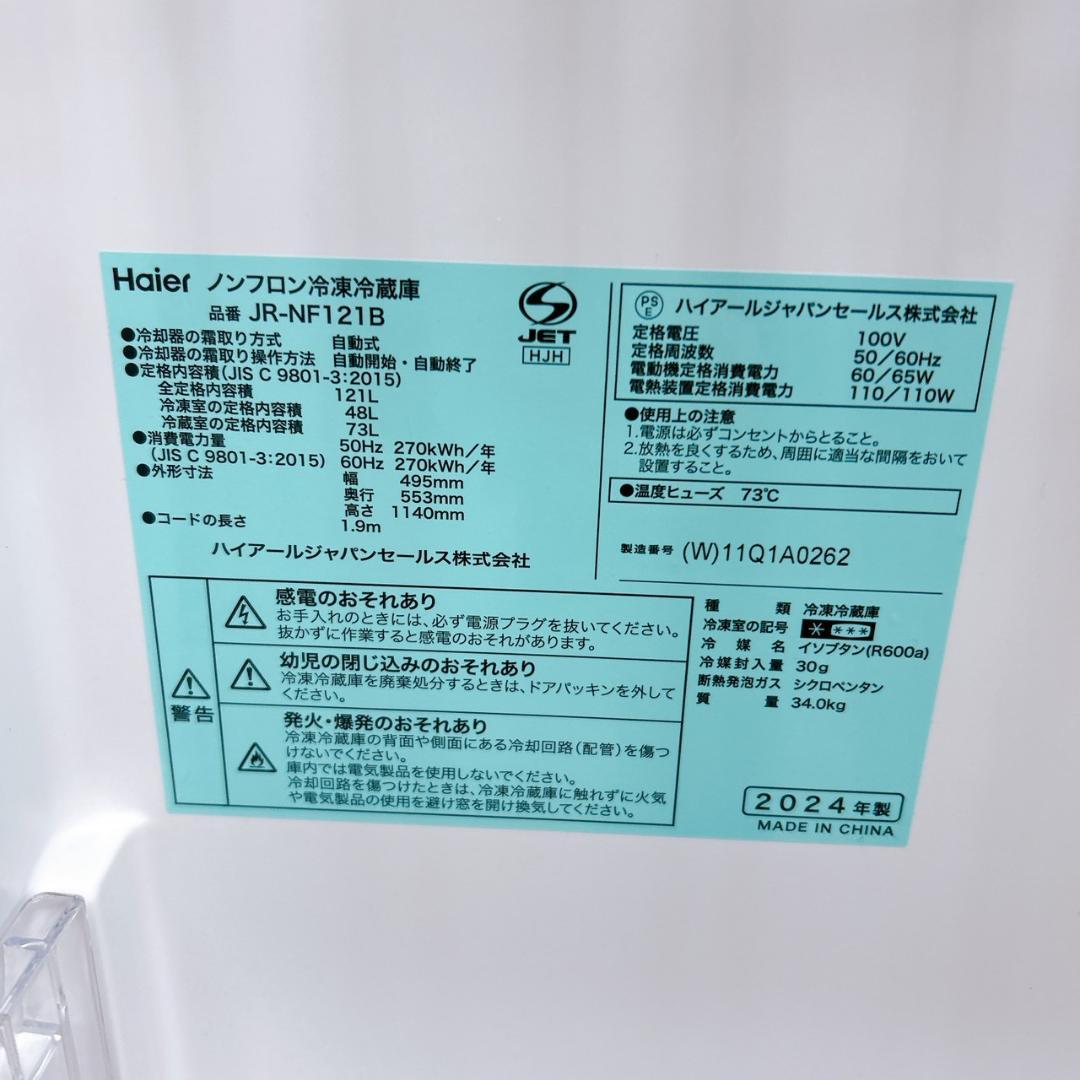 Haier ノンフロン冷凍冷蔵庫
品番 JR-NF121B
●冷却器の霜取り方式 自動式
●冷却器の霜取り操作方法 自動開始・自動終了
●定格内容積(JIS C 9801-3:2015)
全定格内容積 121L
冷凍室の定格内容積 48L
冷蔵室の定格内容積 73L
●消費電力量 50Hz 270kWh/年
(JIS C 9801-3:2015) 60Hz 270kWh/年
●外形寸法 幅 495mm
奥行 553mm
高さ 1140mm
●コードの長さ 1.9m
ハイアールジャパンセールス株式会社
JET
HJH
PSE ハイアールジャパンセールス株式会社
定格電圧 100V
定格周波数 50/60Hz
電動機定格消費電力 60/65W
電熱装置定格消費電力 110/110W
●使用上の注意
1.電源は必ずコンセントからとること。
2.放熱を良くするため、周囲に適当な間隔をおいて
設置すること。
●温度ヒューズ 73℃
製造番号 (W)11Q1A0262
警告
感電のおそれあり
お手入れのときには、必ず電源プラグを抜いてください。
抜かずに作業すると感電のおそれがあります。
幼児の閉じ込みのおそれあり
冷凍冷蔵庫を廃棄処分するときは、ドアパッキンを外して
ください。
発火・爆発のおそれあり
冷凍冷蔵庫の背面や側面にある冷却回路(配管)を傷つ
けないでください。
庫内では電気製品を使用しないでください。
冷却回路を傷つけたときは、冷凍冷蔵庫に触れずに火気
や電気製品の使用を避け窓を開け換気してください。
種類 冷凍冷蔵庫
冷凍室の記号 * ***
冷媒名 イソブタン(R600a)
冷媒封入量 30g
断熱発泡ガス シクロペンタン
質量 34.0kg
2024年製
MADE IN CHINA